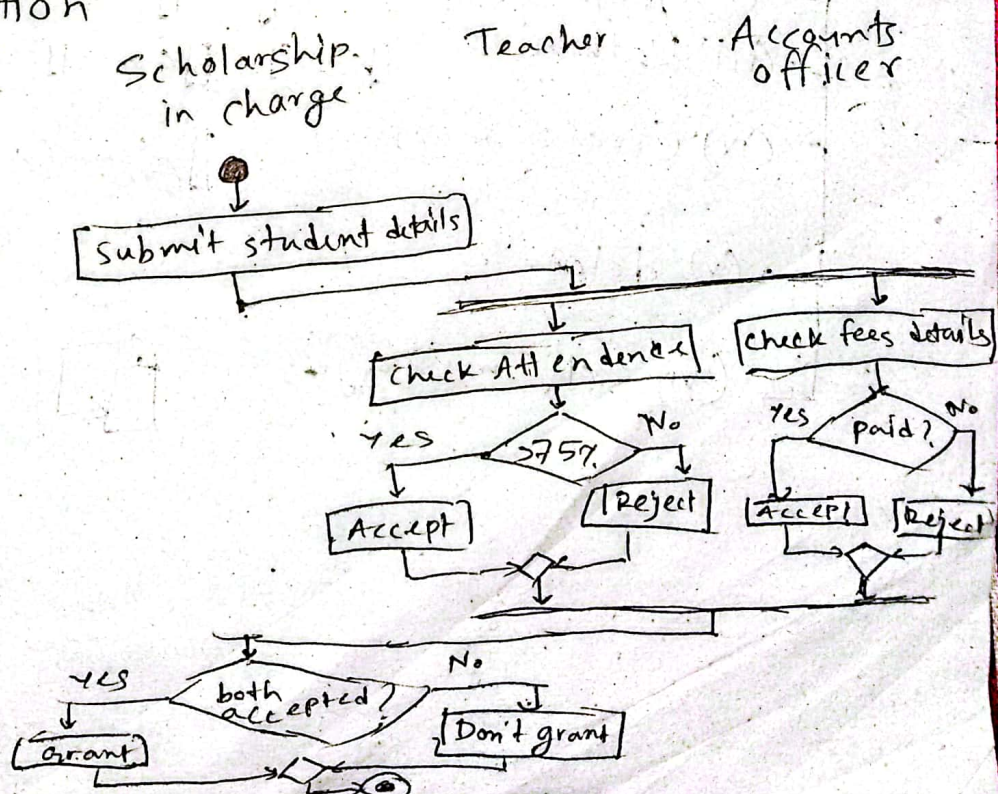 tion
Scholarship
in charge
Teacher
Accounts
officer
Submit student details
Check Attendence
Check fees details
Yes
>75%
No
Yes
paid?
No
Accept
Reject
Accept
Reject
Yes
both
accepted?
No
Grant
Don't grant